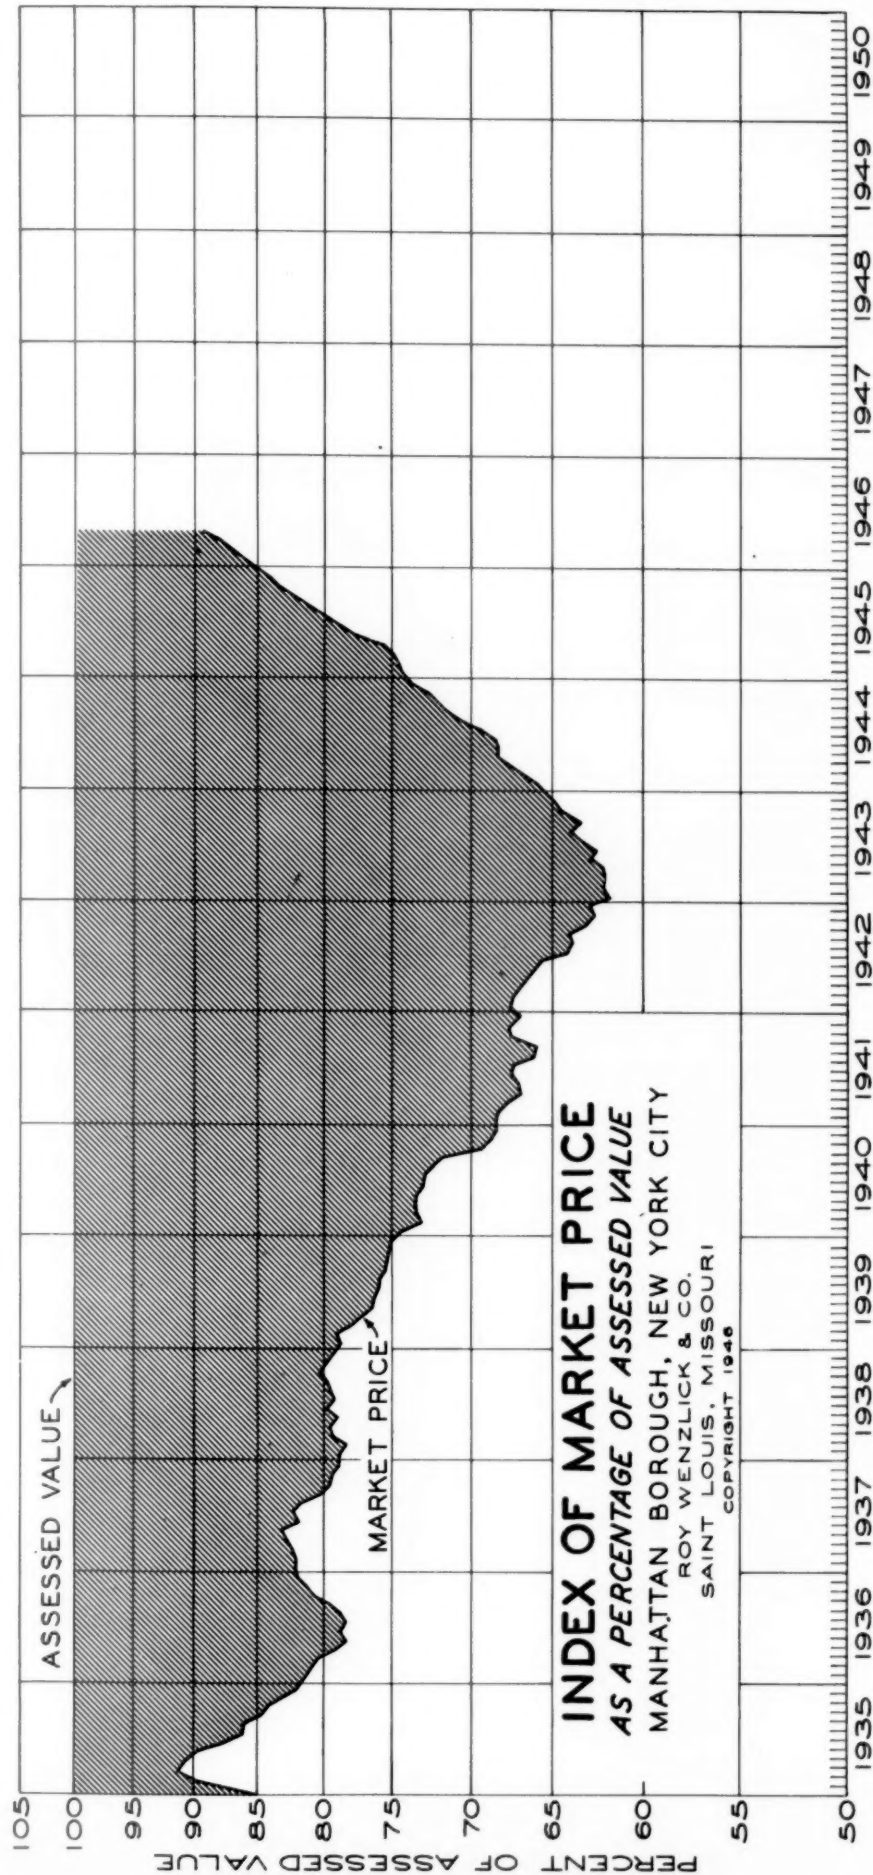 ASSESSED VALUE
MARKET PRICE
INDEX OF MARKET PRICE
AS A PERCENTAGE OF ASSESSED VALUE
MANHATTAN BOROUGH, NEW YORK CITY
ROY WENZLICK & CO.
SAINT LOUIS, MISSOURI
COPYRIGHT 1946
PERCENT OF ASSESSED VALUE
105
100
95
90
85
80
75
70
65
60
55
50
1935 1936 1937 1938 1939 1940 1941 1942 1943 1944 1945 1946 1947 1948 1949 1950